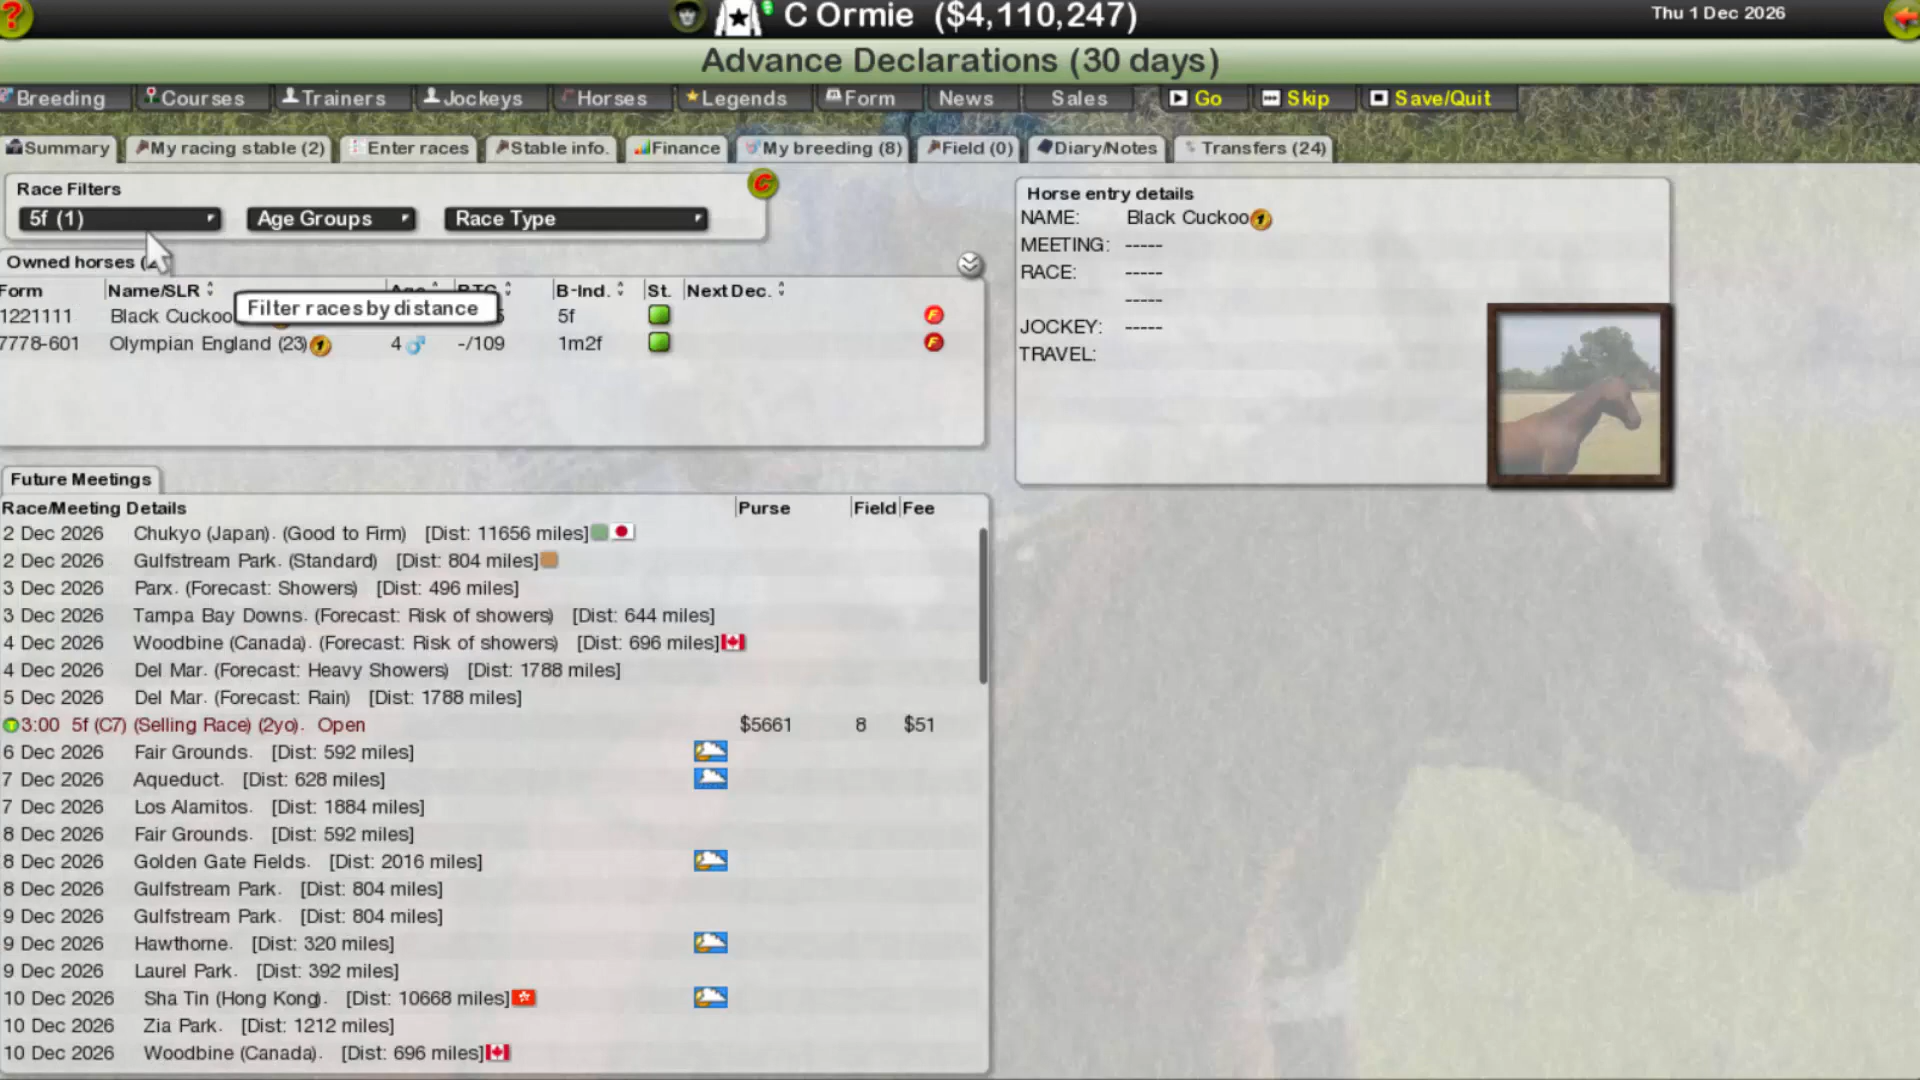 C Ormie ($4,110,247)
Thu 1 Dec 2026
Advance Declarations (30 days)
Breeding Courses Trainers Jockeys Horses Legends Form News Sales Go Skip Save/Quit
Summary My racing stable (2) Enter races Stable info. Finance My breeding (8) Field (0) Diary/Notes Transfers (24)
Race Filters
5f (1) Age Groups Race Type
Owned horses
Form Name/SLR B-Ind. St. Next Dec.
Filter races by distance
1221111 Black Cuckoo 5f
7778-601 Olympian England (23) 4 -/109 1m2f
Horse entry details
NAME: Black Cuckoo
MEETING: -----
RACE: -----
-----
JOCKEY: -----
TRAVEL:
Future Meetings
Race/Meeting Details Purse Field Fee
2 Dec 2026 Chukyo (Japan). (Good to Firm) [Dist: 11656 miles]
2 Dec 2026 Gulfstream Park. (Standard) [Dist: 804 miles]
3 Dec 2026 Parx. (Forecast: Showers) [Dist: 496 miles]
3 Dec 2026 Tampa Bay Downs. (Forecast: Risk of showers) [Dist: 644 miles]
4 Dec 2026 Woodbine (Canada). (Forecast: Risk of showers) [Dist: 696 miles]
4 Dec 2026 Del Mar. (Forecast: Heavy Showers) [Dist: 1788 miles]
5 Dec 2026 Del Mar. (Forecast: Rain) [Dist: 1788 miles]
3:00 5f (C7) (Selling Race) (2yo). Open $5661 8 $51
6 Dec 2026 Fair Grounds. [Dist: 592 miles]
7 Dec 2026 Aqueduct. [Dist: 628 miles]
7 Dec 2026 Los Alamitos. [Dist: 1884 miles]
8 Dec 2026 Fair Grounds. [Dist: 592 miles]
8 Dec 2026 Golden Gate Fields. [Dist: 2016 miles]
8 Dec 2026 Gulfstream Park. [Dist: 804 miles]
9 Dec 2026 Gulfstream Park. [Dist: 804 miles]
9 Dec 2026 Hawthorne. [Dist: 320 miles]
9 Dec 2026 Laurel Park. [Dist: 392 miles]
10 Dec 2026 Sha Tin (Hong Kong). [Dist: 10668 miles]
10 Dec 2026 Zia Park. [Dist: 1212 miles]
10 Dec 2026 Woodbine (Canada). [Dist: 696 miles]